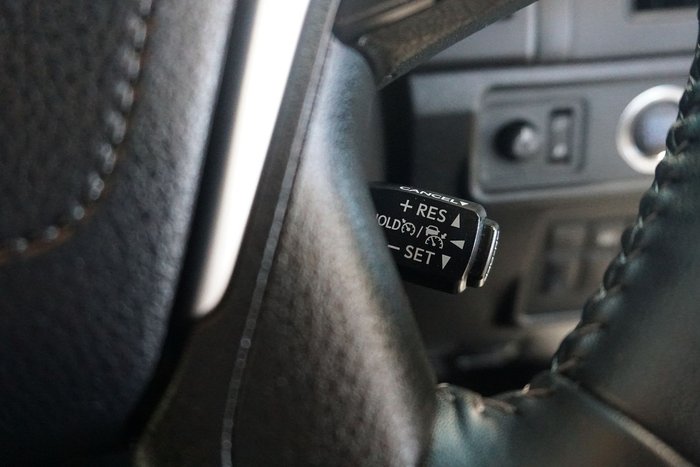 CANCEL
+ RES
HOLD /
− SET